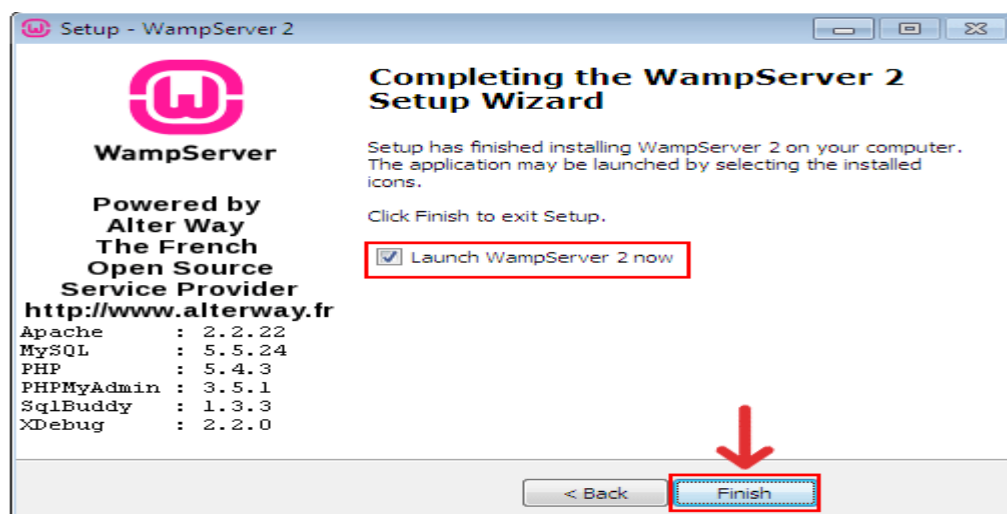 Setup - WampServer 2
WampServer
Powered by
Alter Way
The French
Open Source
Service Provider
http://www.alterway.fr
Apache : 2.2.22
MySQL : 5.5.24
PHP : 5.4.3
PHPMyAdmin : 3.5.1
SqlBuddy : 1.3.3
XDebug : 2.2.0
Completing the WampServer 2
Setup Wizard
Setup has finished installing WampServer 2 on your computer.
The application may be launched by selecting the installed
icons.
Click Finish to exit Setup.
Launch WampServer 2 now
< Back
Finish